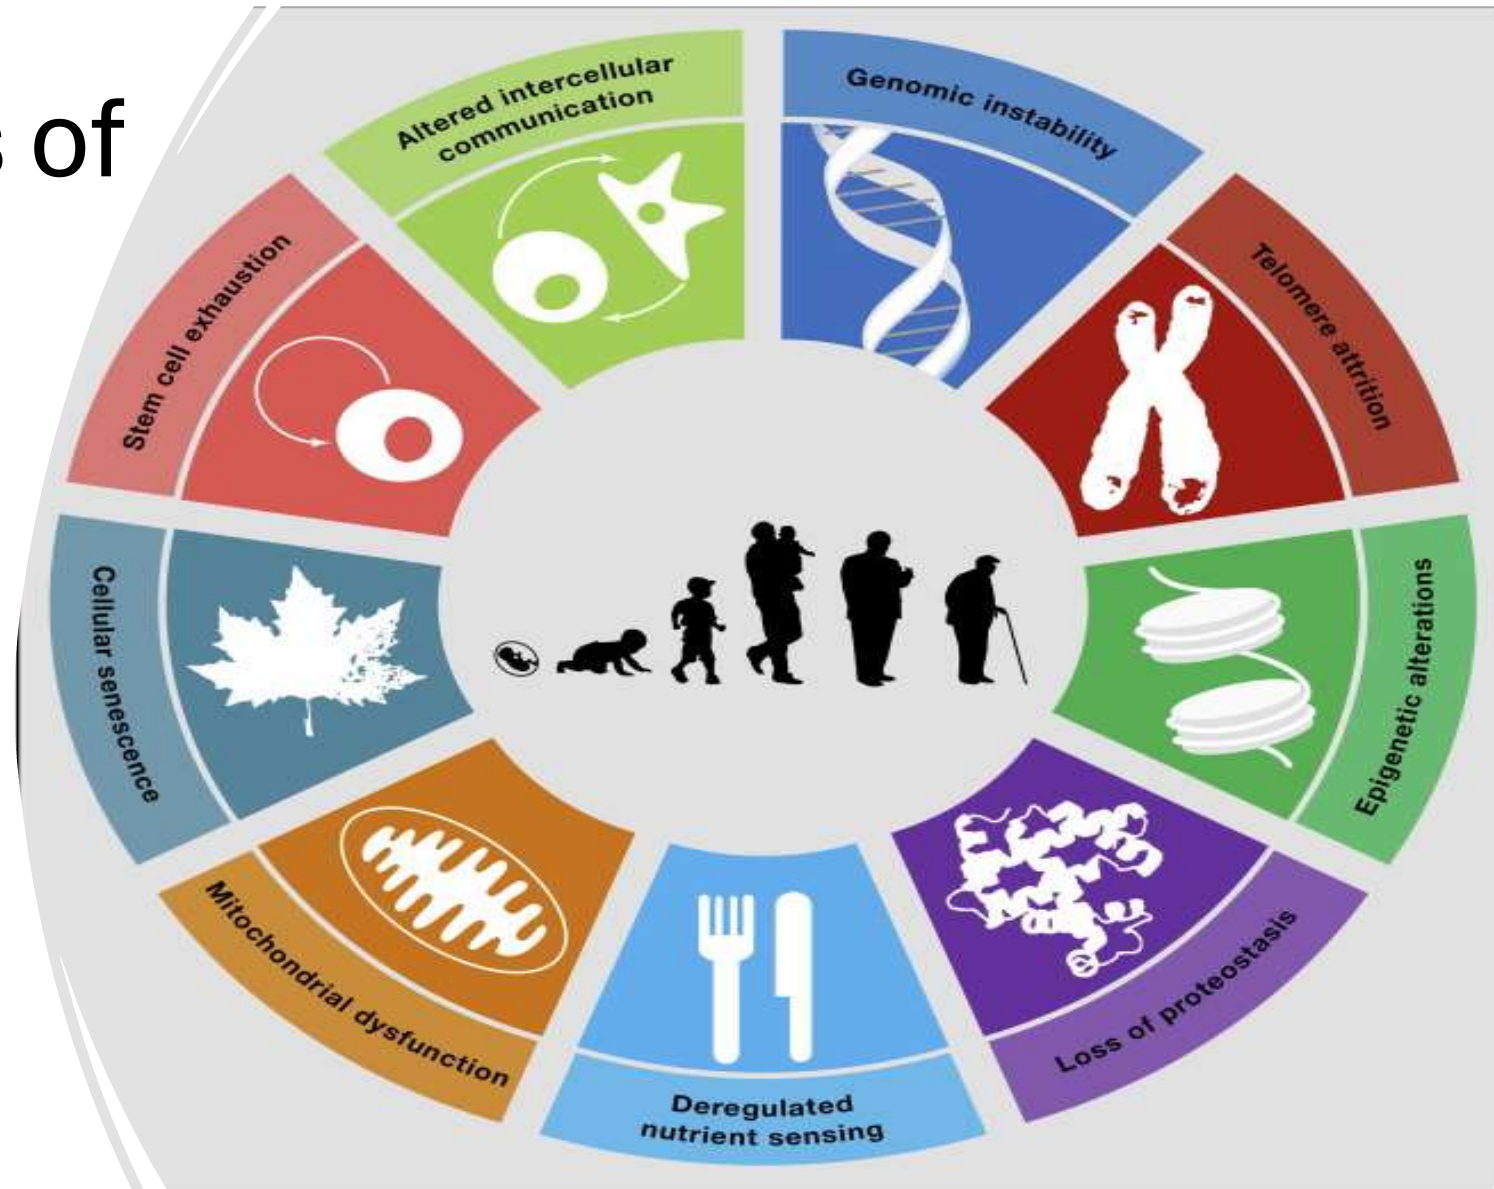 of
Altered intercellular
communication
Genomic instability
Telomere attrition
Epigenetic alterations
Loss of proteostasis
Deregulated
nutrient sensing
Mitochondrial dysfunction
Cellular senescence
Stem cell exhaustion